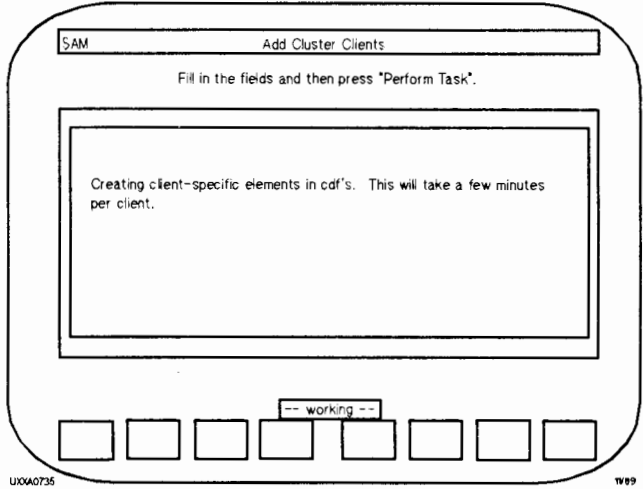 SAM Add Cluster Clients
Fill in the fields and then press "Perform Task".
Creating client-specific elements in cdf's. This will take a few minutes
per client.
-- working --
UXXA0735